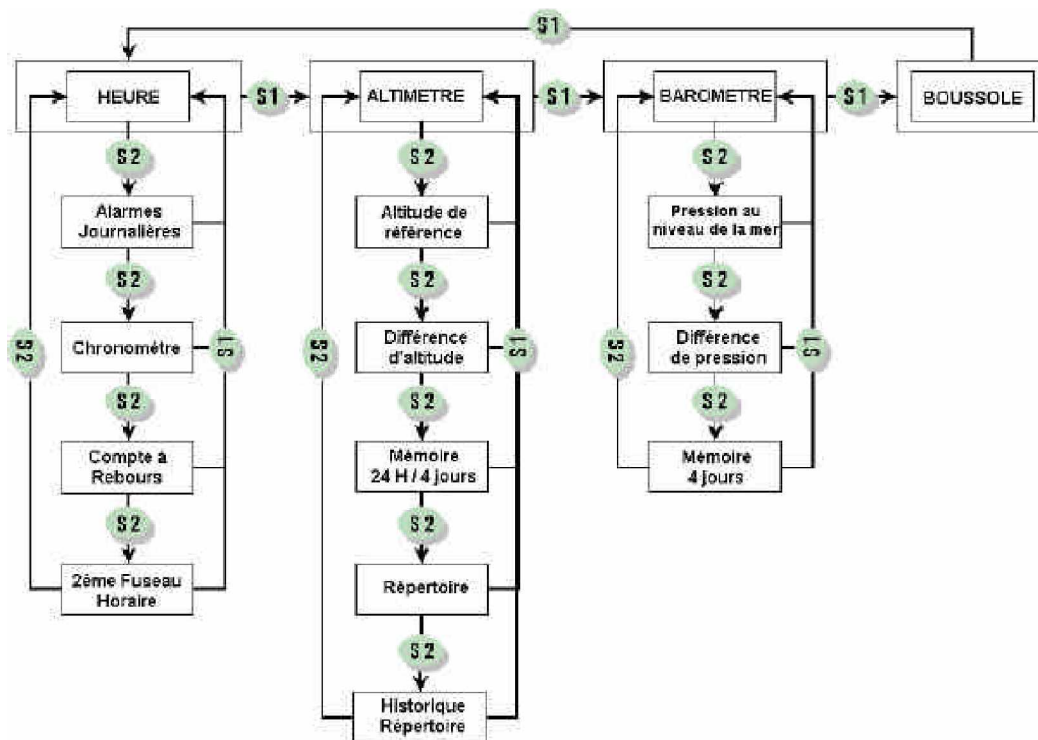 S1
HEURE
S1
ALTIMETRE
S1
BAROMETRE
S1
BOUSSOLE
S2
S2
S2
Alarmes
Journalières
Altitude de
référence
Pression au
niveau de la mer
S2
S2
S2
S2
Chronomètre
S1
S2
Différence
d'altitude
S1
S2
Différence
de pression
S1
S2
S2
S2
Compte à
Rebours
Mémoire
24 H / 4 jours
Mémoire
4 jours
S2
S2
2ème Fuseau
Horaire
Répertoire
S2
Historique
Répertoire